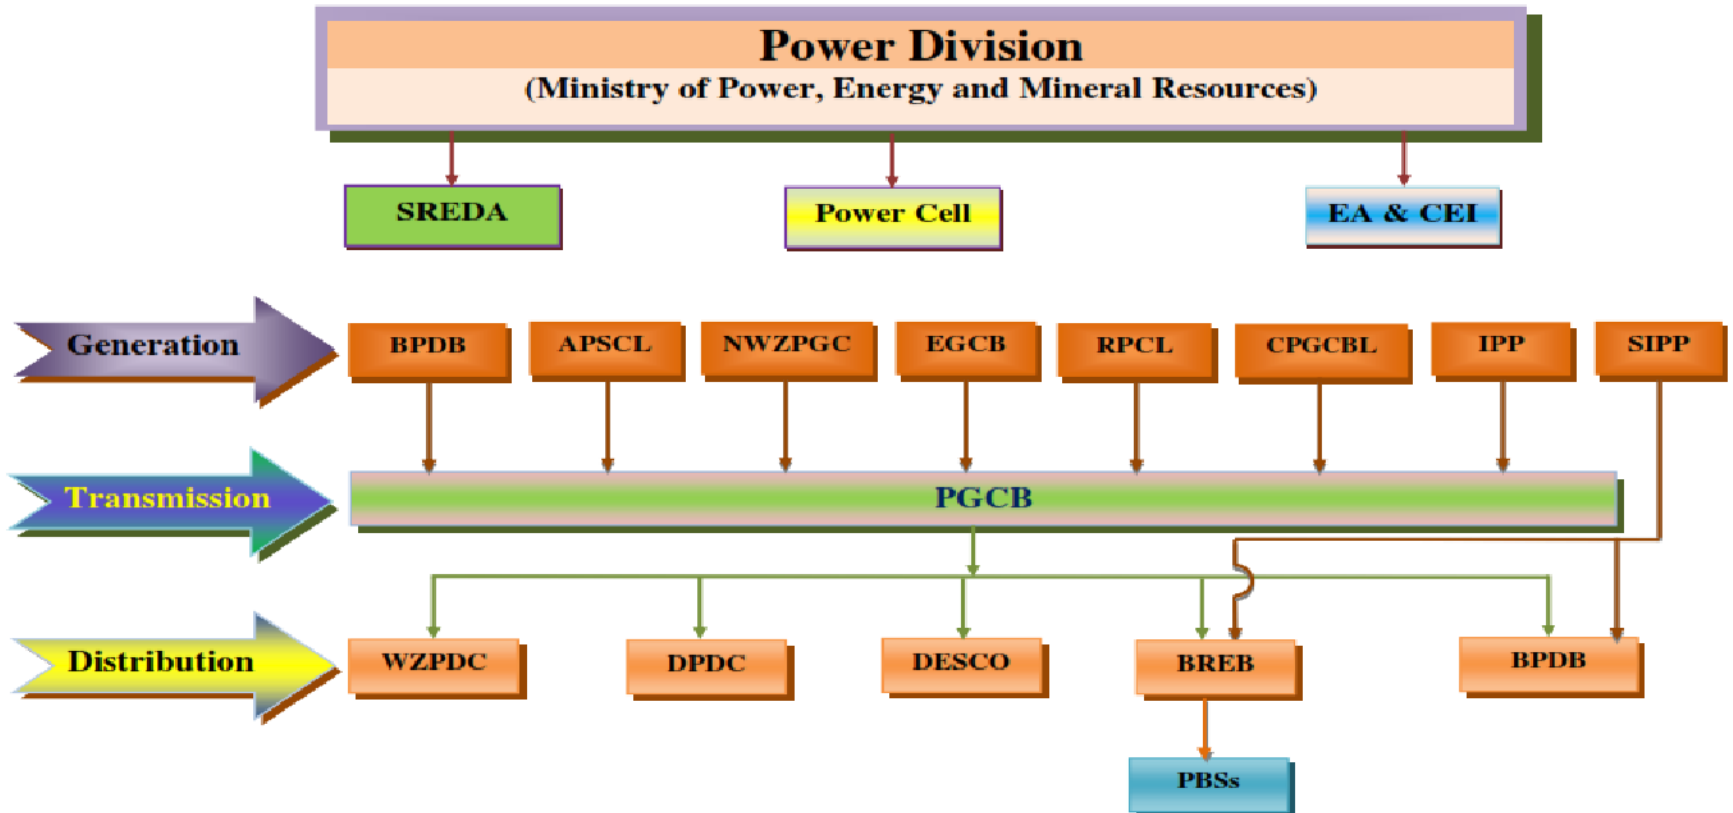 Power Division
(Ministry of Power, Energy and Mineral Resources)
SREDA
Power Cell
EA & CEI
Generation
BPDB
APSCL
NWZPGC
EGCB
RPCL
CPGCBL
IPP
SIPP
Transmission
PGCB
Distribution
WZPDC
DPDC
DESCO
BREB
BPDB
PBSs